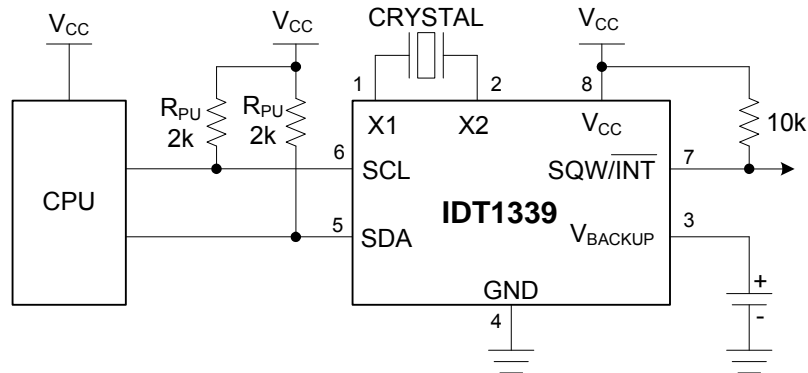 CRYSTAL
VCC
VCC
VCC
1
2
8
RPU
2k
RPU
2k
X1
X2
VCC
10k
6
SCL
SQW/INT
7
CPU
IDT1339
5
SDA
VBACKUP
3
GND
4
+
-